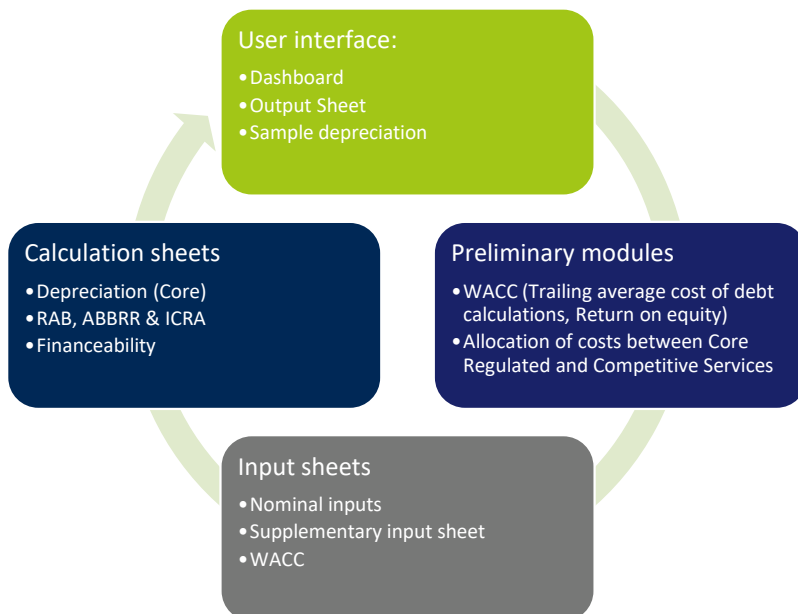 User interface:
•Dashboard
•Output Sheet
•Sample depreciation
Calculation sheets
•Depreciation (Core)
•RAB, ABBRR & ICRA
•Financeability
Preliminary modules
•WACC (Trailing average cost of debt
calculations, Return on equity)
•Allocation of costs between Core
Regulated and Competitive Services
Input sheets
•Nominal inputs
•Supplementary input sheet
•WACC